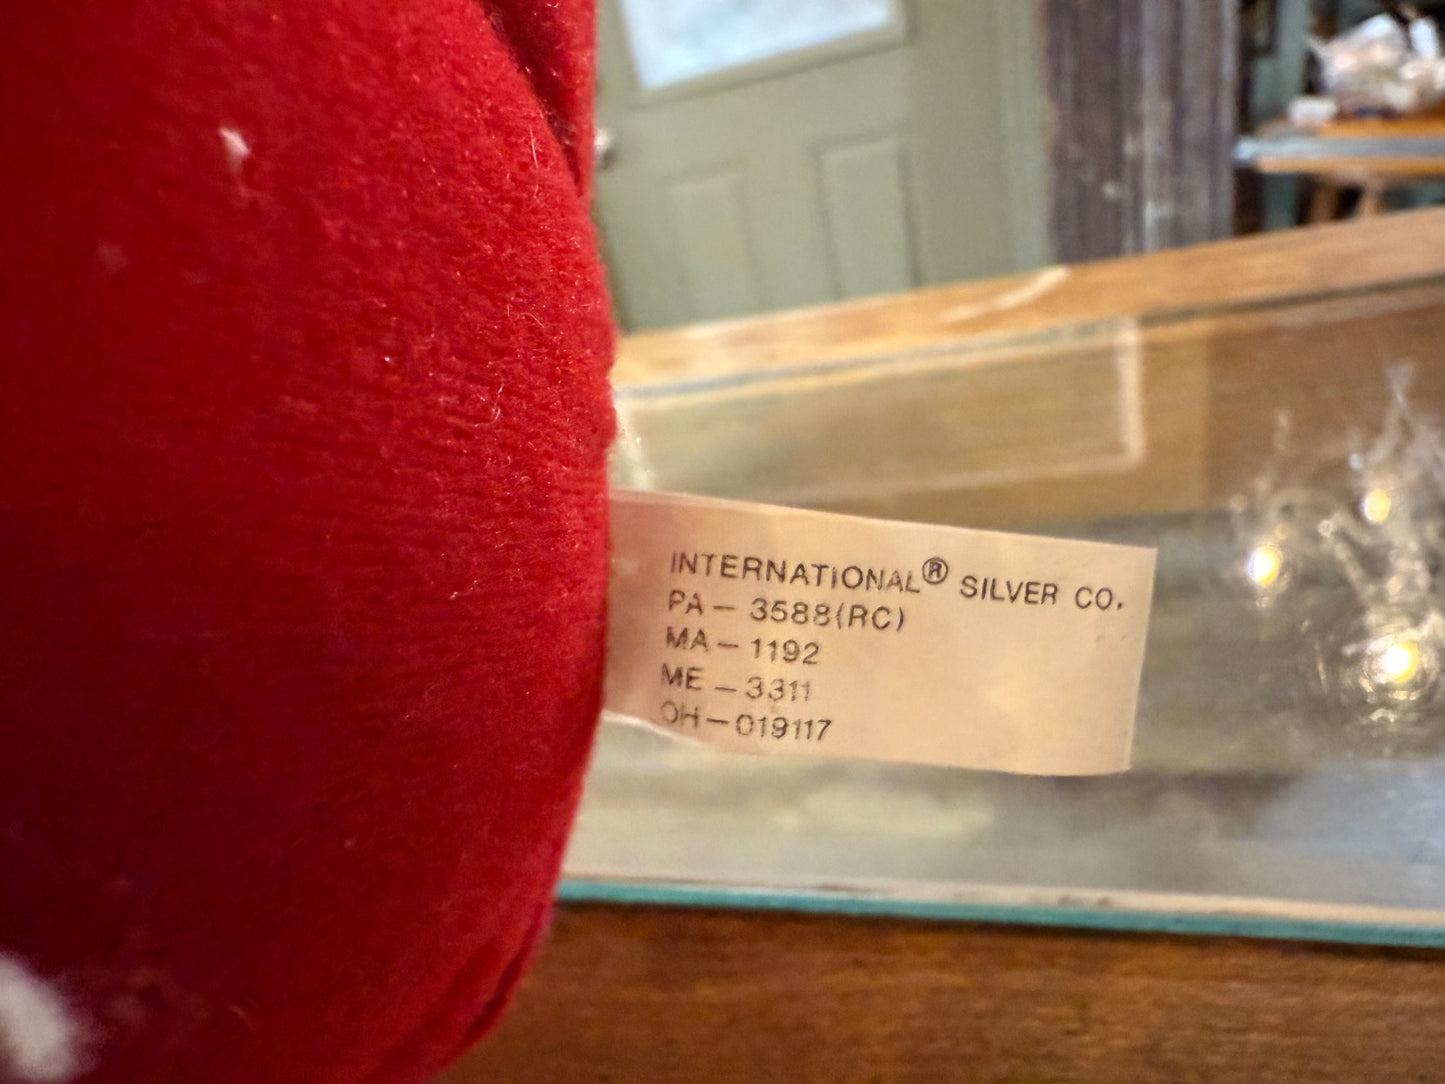 INTERNATIONAL® SILVER CO.
PA – 3588(RC)
MA – 1192
ME – 3311
OH – 019117